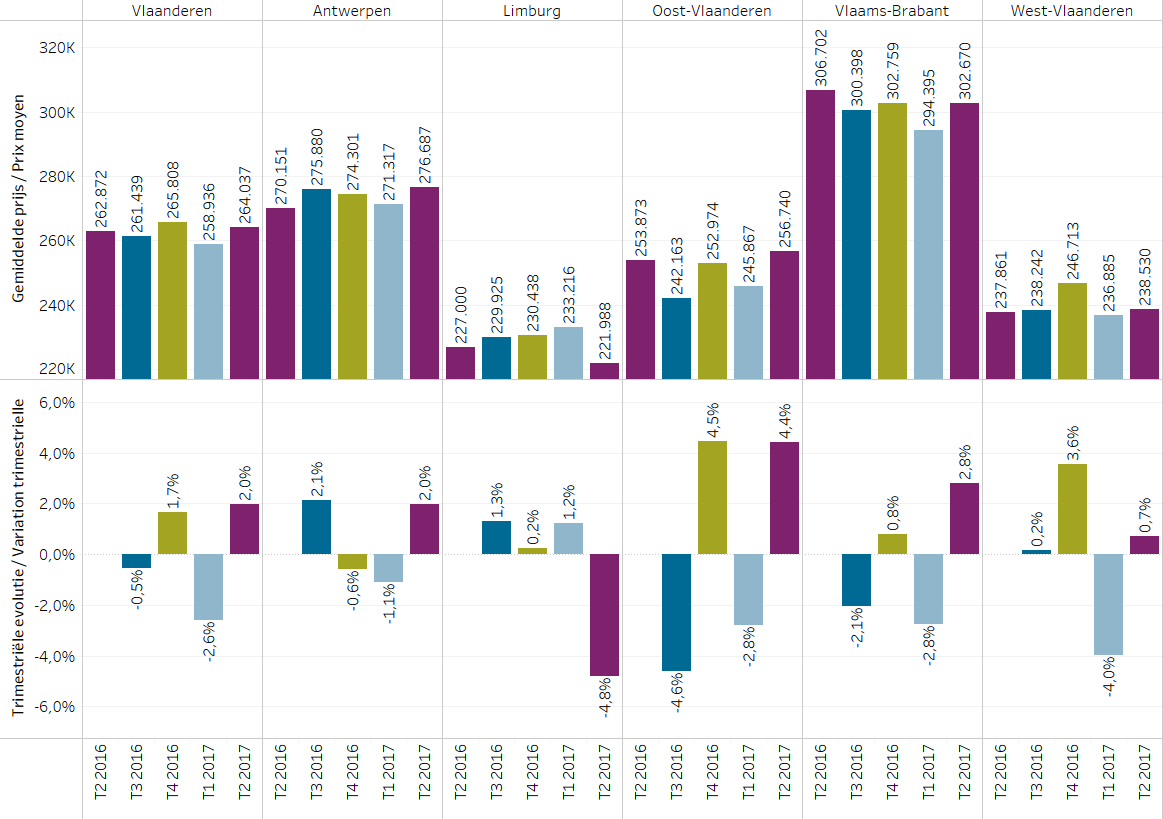 Vlaanderen
Antwerpen
Limburg
Oost-Vlaanderen
Vlaams-Brabant
West-Vlaanderen
Gemiddelde prijs / Prix moyen
320K
300K
280K
260K
240K
220K
262.872
261.439
265.808
258.936
264.037
270.151
275.880
274.301
271.317
276.687
227.000
229.925
230.438
233.216
221.988
253.873
242.163
252.974
245.867
256.740
306.702
300.398
302.759
294.395
302.670
237.861
238.242
246.713
236.885
238.530
Trimestriële evolutie / Variation trimestrielle
6,0%
4,0%
2,0%
0,0%
-2,0%
-4,0%
-6,0%
-0,5%
1,7%
-2,6%
2,0%
2,1%
-0,6%
-1,1%
2,0%
1,3%
0,2%
1,2%
-4,8%
-4,6%
4,5%
-2,8%
4,4%
-2,1%
0,8%
-2,8%
2,8%
0,2%
3,6%
-4,0%
0,7%
T2 2016
T3 2016
T4 2016
T1 2017
T2 2017
T2 2016
T3 2016
T4 2016
T1 2017
T2 2017
T2 2016
T3 2016
T4 2016
T1 2017
T2 2017
T2 2016
T3 2016
T4 2016
T1 2017
T2 2017
T2 2016
T3 2016
T4 2016
T1 2017
T2 2017
T2 2016
T3 2016
T4 2016
T1 2017
T2 2017